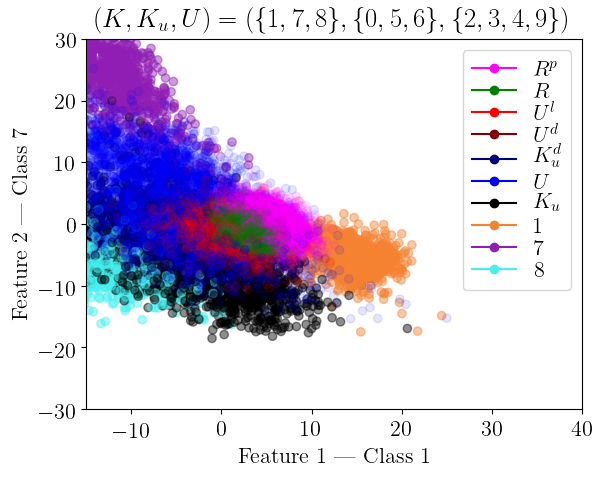 (K, K_u, U) = ({1, 7, 8}, {0, 5, 6}, {2, 3, 4, 9})
30
20
10
0
−10
−20
−30
Feature 2 — Class 7
R^p
R
U^l
U^d
K_u^d
U
K_u
1
7
8
−10 0 10 20 30 40
Feature 1 — Class 1